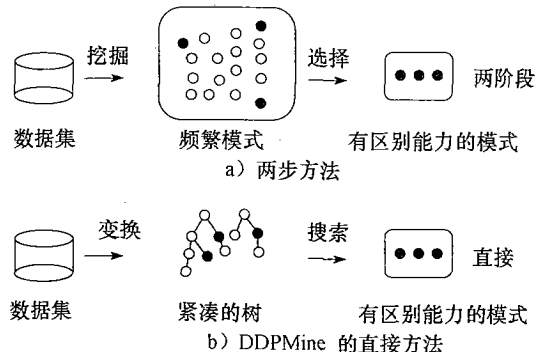 挖掘
选择
两阶段
数据集
频繁模式
有区别能力的模式
a）两步方法
变换
搜索
直接
数据集
紧凑的树
有区别能力的模式
b）DDPMine 的直接方法